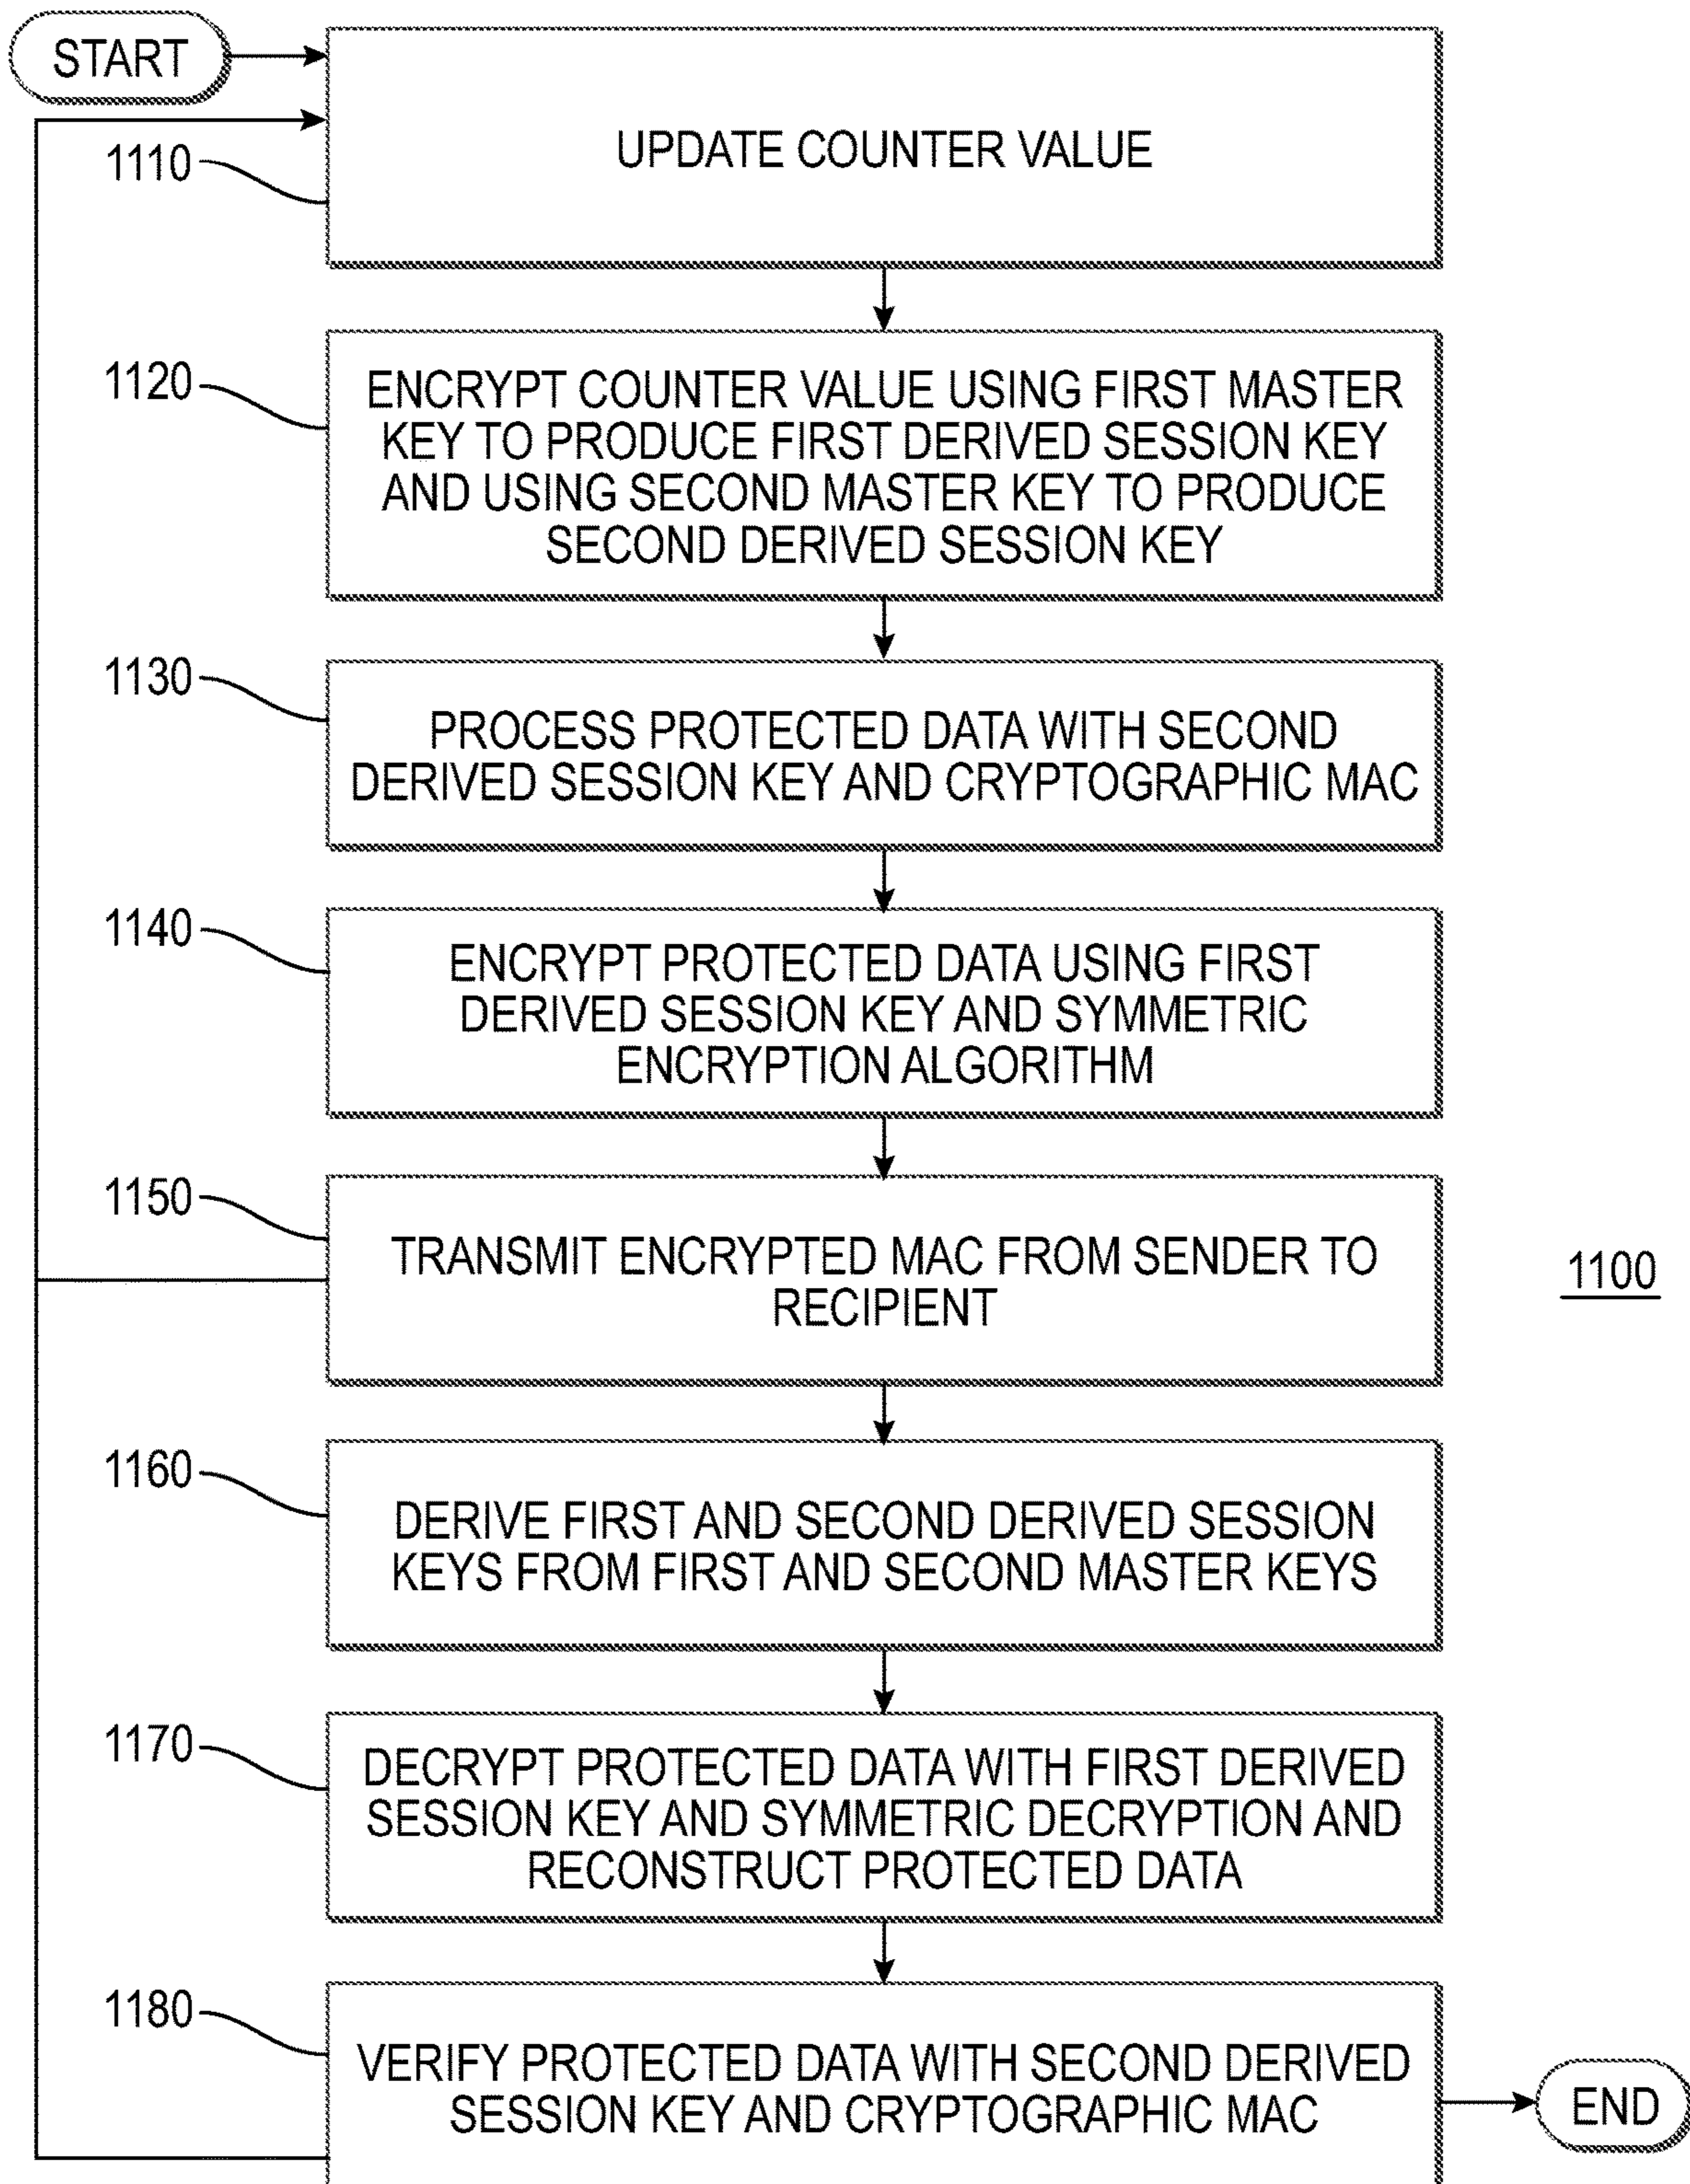 START
UPDATE COUNTER VALUE
1110
1120
ENCRYPT COUNTER VALUE USING FIRST MASTER
KEY TO PRODUCE FIRST DERIVED SESSION KEY
AND USING SECOND MASTER KEY TO PRODUCE
SECOND DERIVED SESSION KEY
1130
PROCESS PROTECTED DATA WITH SECOND
DERIVED SESSION KEY AND CRYPTOGRAPHIC MAC
1140
ENCRYPT PROTECTED DATA USING FIRST
DERIVED SESSION KEY AND SYMMETRIC
ENCRYPTION ALGORITHM
1150
TRANSMIT ENCRYPTED MAC FROM SENDER TO
RECIPIENT
1100
1160
DERIVE FIRST AND SECOND DERIVED SESSION
KEYS FROM FIRST AND SECOND MASTER KEYS
1170
DECRYPT PROTECTED DATA WITH FIRST DERIVED
SESSION KEY AND SYMMETRIC DECRYPTION AND
RECONSTRUCT PROTECTED DATA
1180
VERIFY PROTECTED DATA WITH SECOND DERIVED
SESSION KEY AND CRYPTOGRAPHIC MAC
END